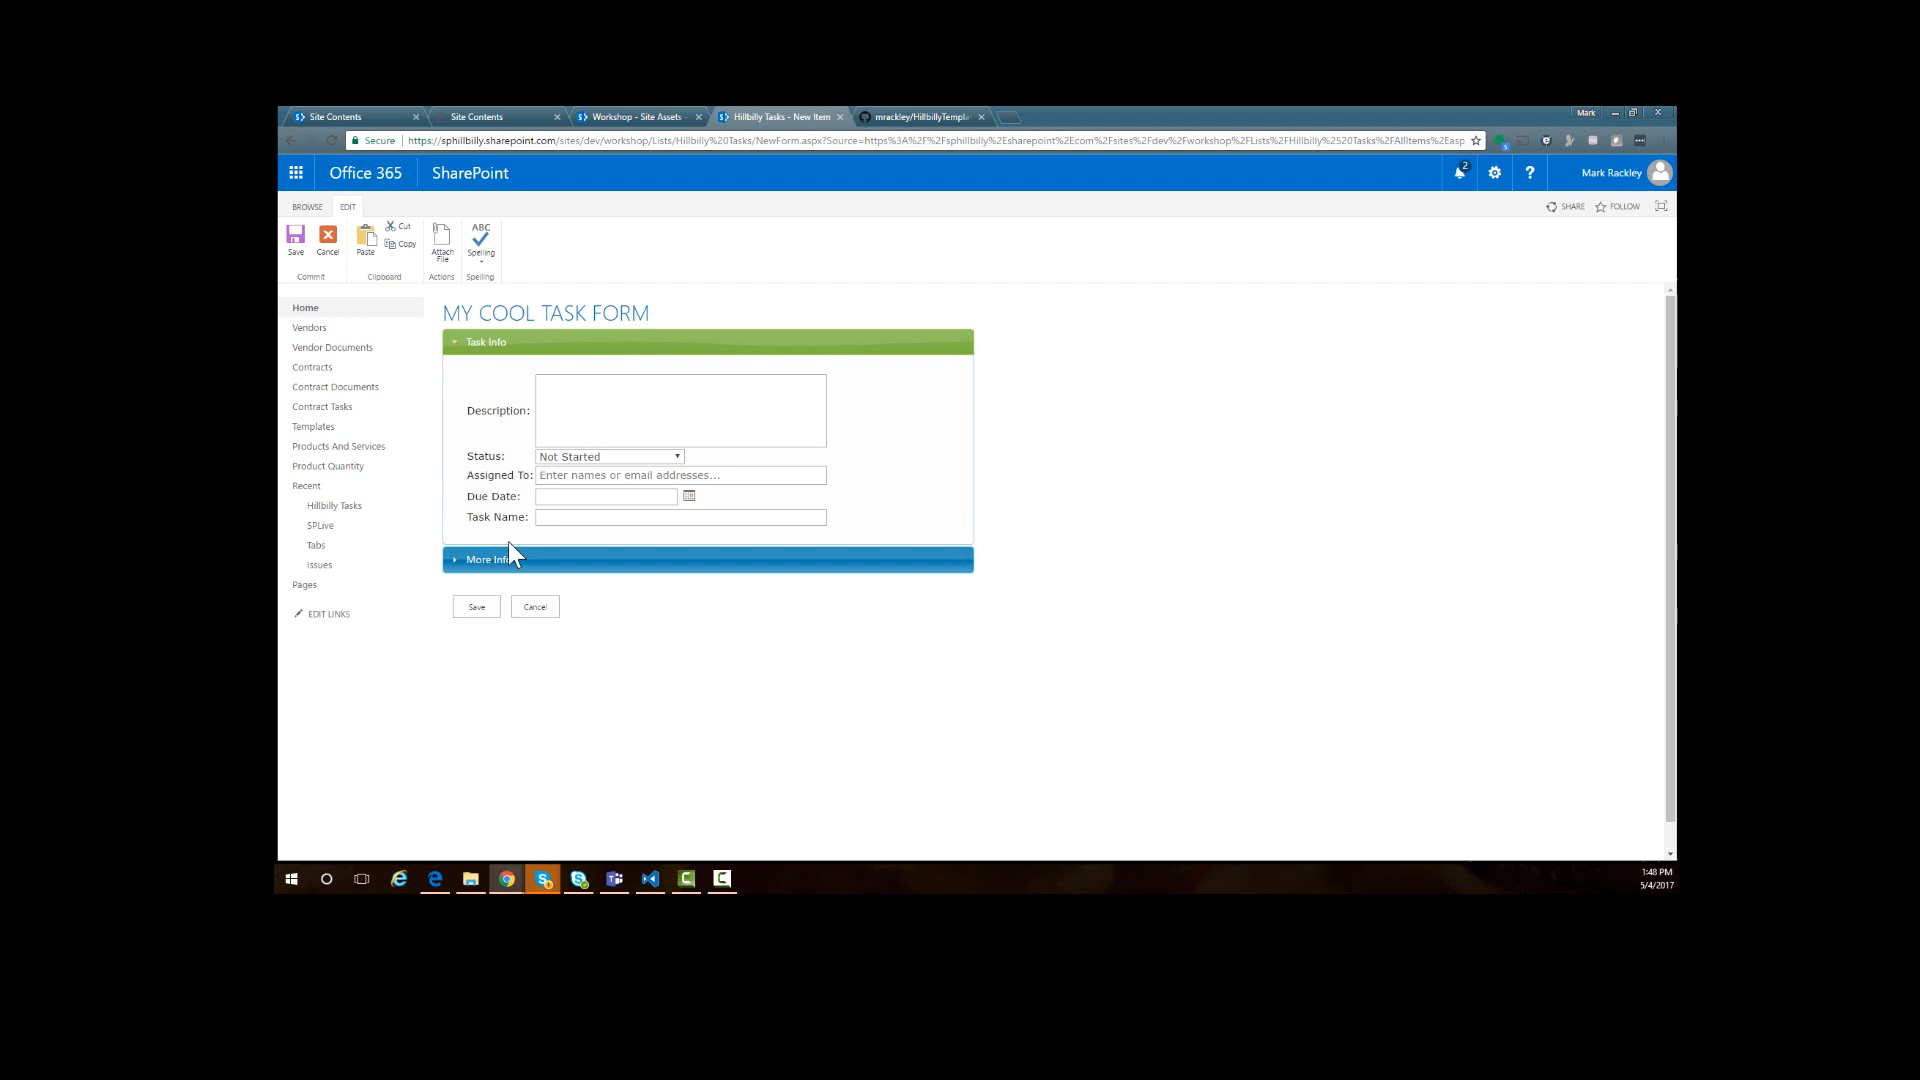 Site Contents
Site Contents
Workshop - Site Assets -
Hillbilly Tasks - New Item
mrackley/HillbillyTempla
Mark
Secure
https://sphillbilly.sharepoint.com/sites/dev/workshop/Lists/Hillbilly%20Tasks/NewForm.aspx?Source=https%3A%2F%2Fsphillbilly%2Esharepoint%2Ecom%2Fsites%2Fdev%2Fworkshop%2FLists%2FHillbilly%2520Tasks%2FAllItems%2Easp
Office 365
SharePoint
2
?
Mark Rackley
BROWSE
EDIT
SHARE
FOLLOW
Save
Cancel
Commit
Paste
Cut
Copy
Clipboard
Attach
File
Actions
ABC
Spelling
Spelling
Home
Vendors
Vendor Documents
Contracts
Contract Documents
Contract Tasks
Templates
Products And Services
Product Quantity
Recent
Hillbilly Tasks
SPLive
Tabs
Issues
Pages
EDIT LINKS
MY COOL TASK FORM
Task Info
Description:
Status: Not Started
Assigned To: Enter names or email addresses...
Due Date:
Task Name:
More Info
Save
Cancel
1:48 PM
5/4/2017